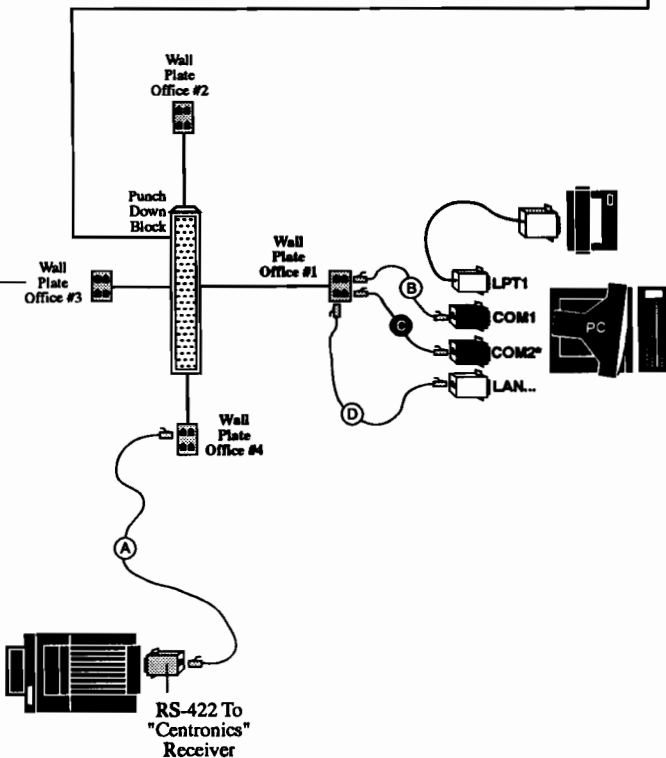 Wall
Plate
Office #2
Punch
Down
Block
Wall
Plate
Office #1
Wall
Plate
Office #3
B
LPT1
COM1
C
COM2*
PC
LAN...
D
Wall
Plate
Office #4
A
RS-422 To
"Centronics"
Receiver